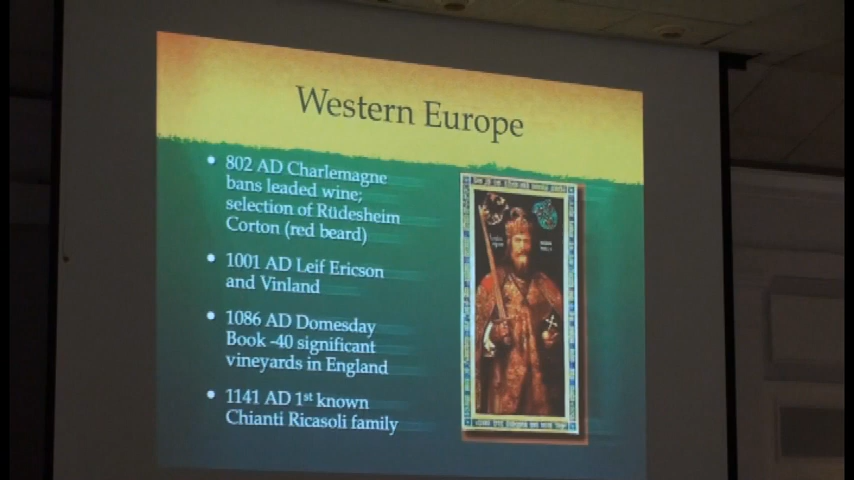 Western Europe
• 802 AD Charlemagne
bans leaded wine;
selection of Rüdesheim
Corton (red beard)
• 1001 AD Leif Ericson
and Vinland
• 1086 AD Domesday
Book -40 significant
vineyards in England
• 1141 AD 1st known
Chianti Ricasoli family